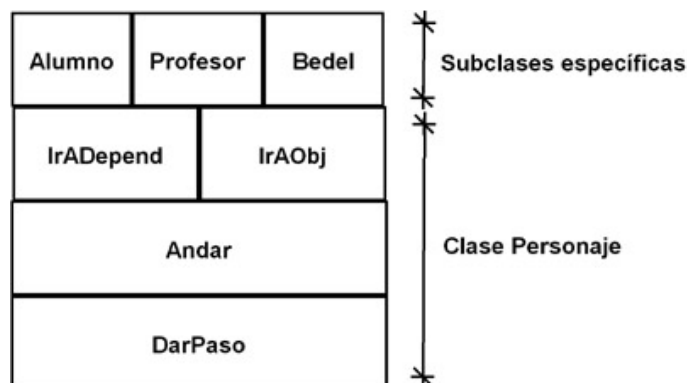 Alumno Profesor Bedel Subclases específicas
IrADepend IrAObj
Andar Clase Personaje
DarPaso